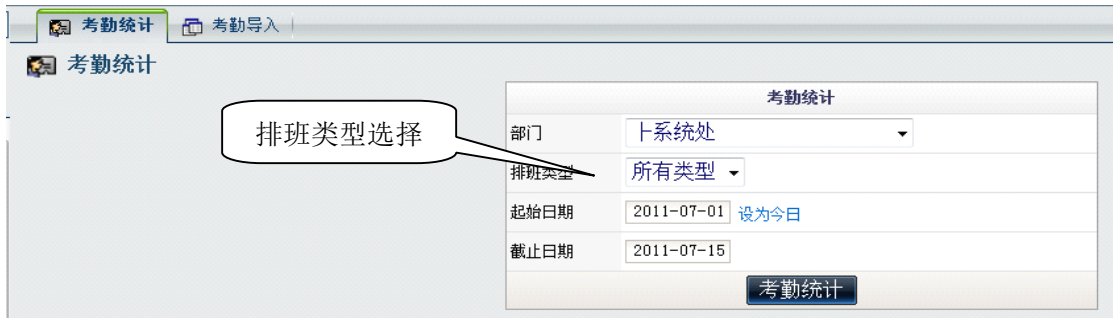 考勤统计 考勤导入
考勤统计
考勤统计
排班类型选择
部门 ├系统处
排班类型 所有类型
起始日期 2011-07-01 设为今日
截止日期 2011-07-15
考勤统计